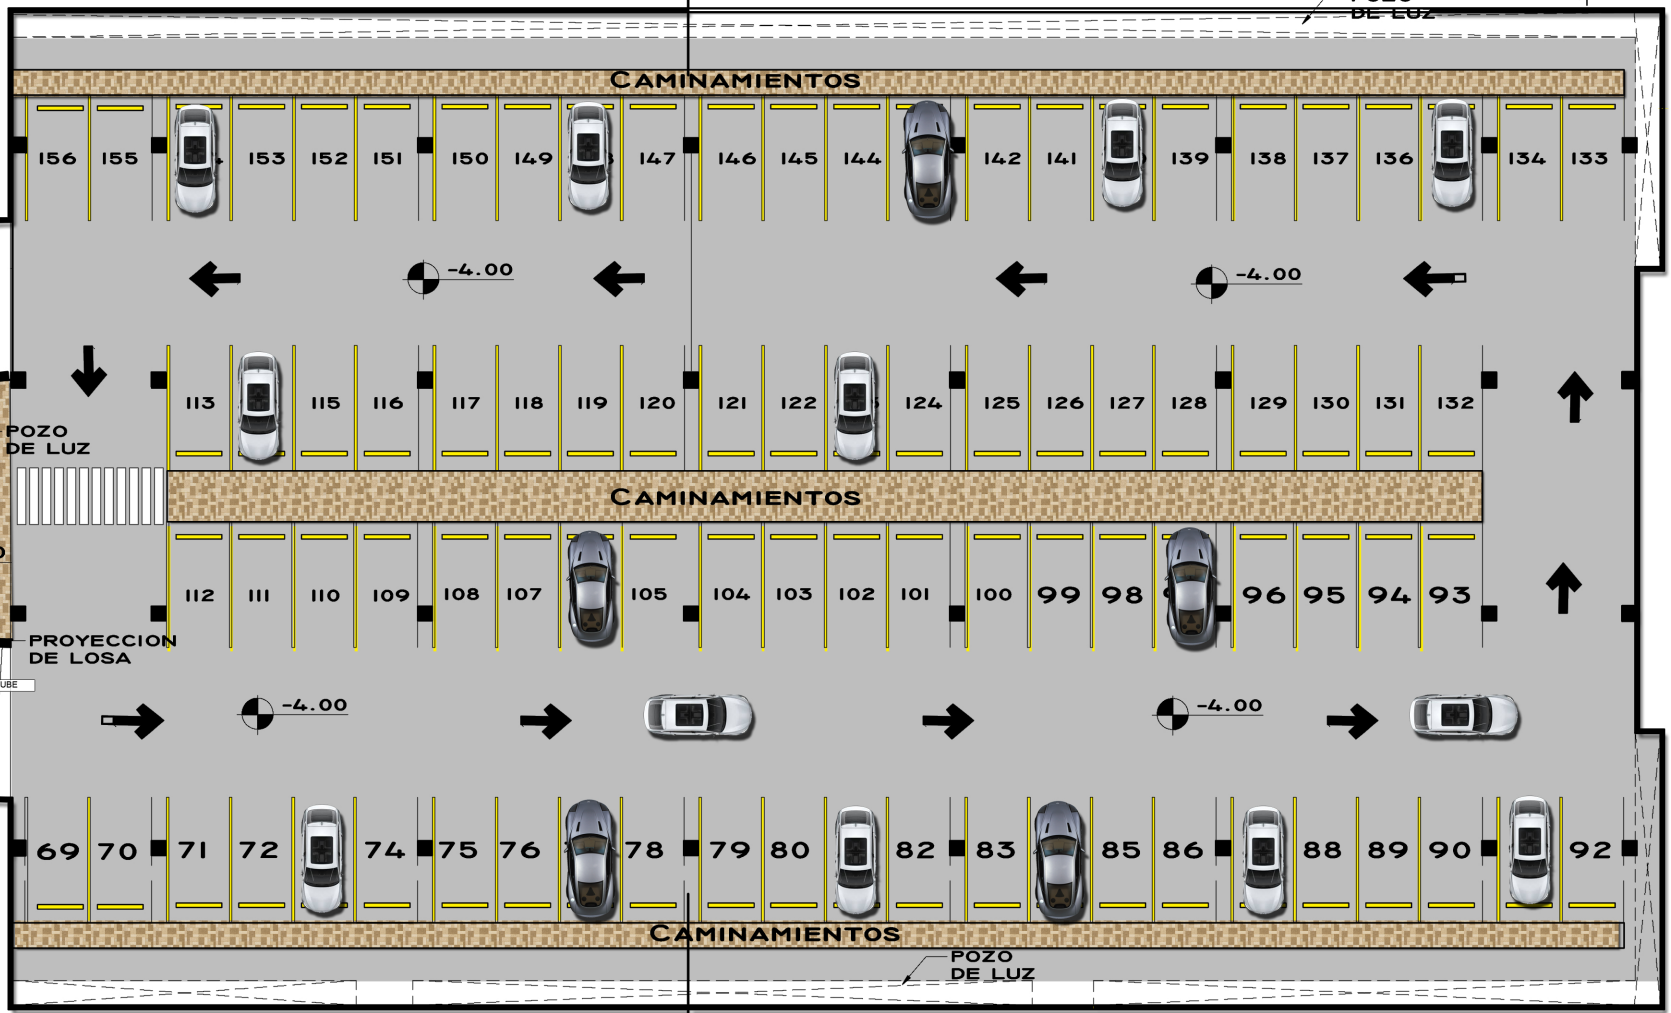 POZO
DE LUZ
CAMINAMIENTOS
156 155 153 152 151 150 149 147 146 145 144 142 141 139 138 137 136 134 133
-4.00
-4.00
113 115 116 117 118 119 120 121 122 124 125 126 127 128 129 130 131 132
POZO
DE LUZ
CAMINAMIENTOS
112 111 110 109 108 107 105 104 103 102 101 100 99 98 96 95 94 93
PROYECCION
DE LOSA
UBE
-4.00
-4.00
69 70 71 72 74 75 76 78 79 80 82 83 85 86 88 89 90 92
CAMINAMIENTOS
POZO
DE LUZ